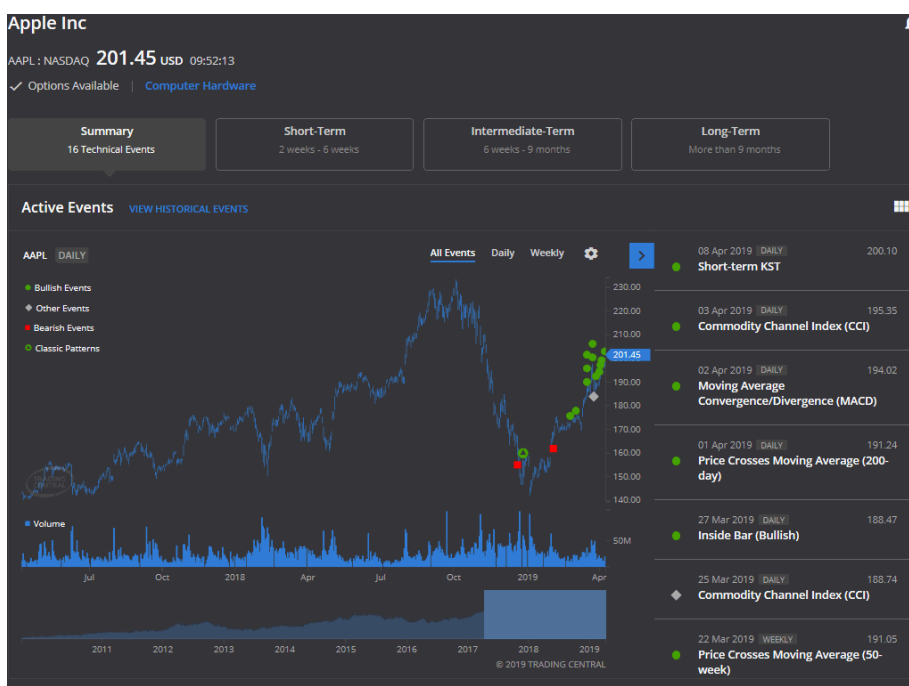 Apple Inc
AAPL : NASDAQ 201.45 USD 09:52:13
Options Available | Computer Hardware
Summary
16 Technical Events
Short-Term
2 weeks - 6 weeks
Intermediate-Term
6 weeks - 9 months
Long-Term
More than 9 months
Active Events VIEW HISTORICAL EVENTS
AAPL DAILY
All Events Daily Weekly
Bullish Events
Other Events
Bearish Events
Classic Patterns
230.00
220.00
210.00
201.45
190.00
180.00
170.00
160.00
150.00
140.00
TRADING
CENTRAL
Volume
50M
Jul Oct 2018 Apr Jul Oct 2019 Apr
2011 2012 2013 2014 2015 2016 2017 2018 2019
© 2019 TRADING CENTRAL
08 Apr 2019 DAILY 200.10
Short-term KST
03 Apr 2019 DAILY 195.35
Commodity Channel Index (CCI)
02 Apr 2019 DAILY 194.02
Moving Average
Convergence/Divergence (MACD)
01 Apr 2019 DAILY 191.24
Price Crosses Moving Average (200-
day)
27 Mar 2019 DAILY 188.47
Inside Bar (Bullish)
25 Mar 2019 DAILY 188.74
Commodity Channel Index (CCI)
22 Mar 2019 WEEKLY 191.05
Price Crosses Moving Average (50-
week)